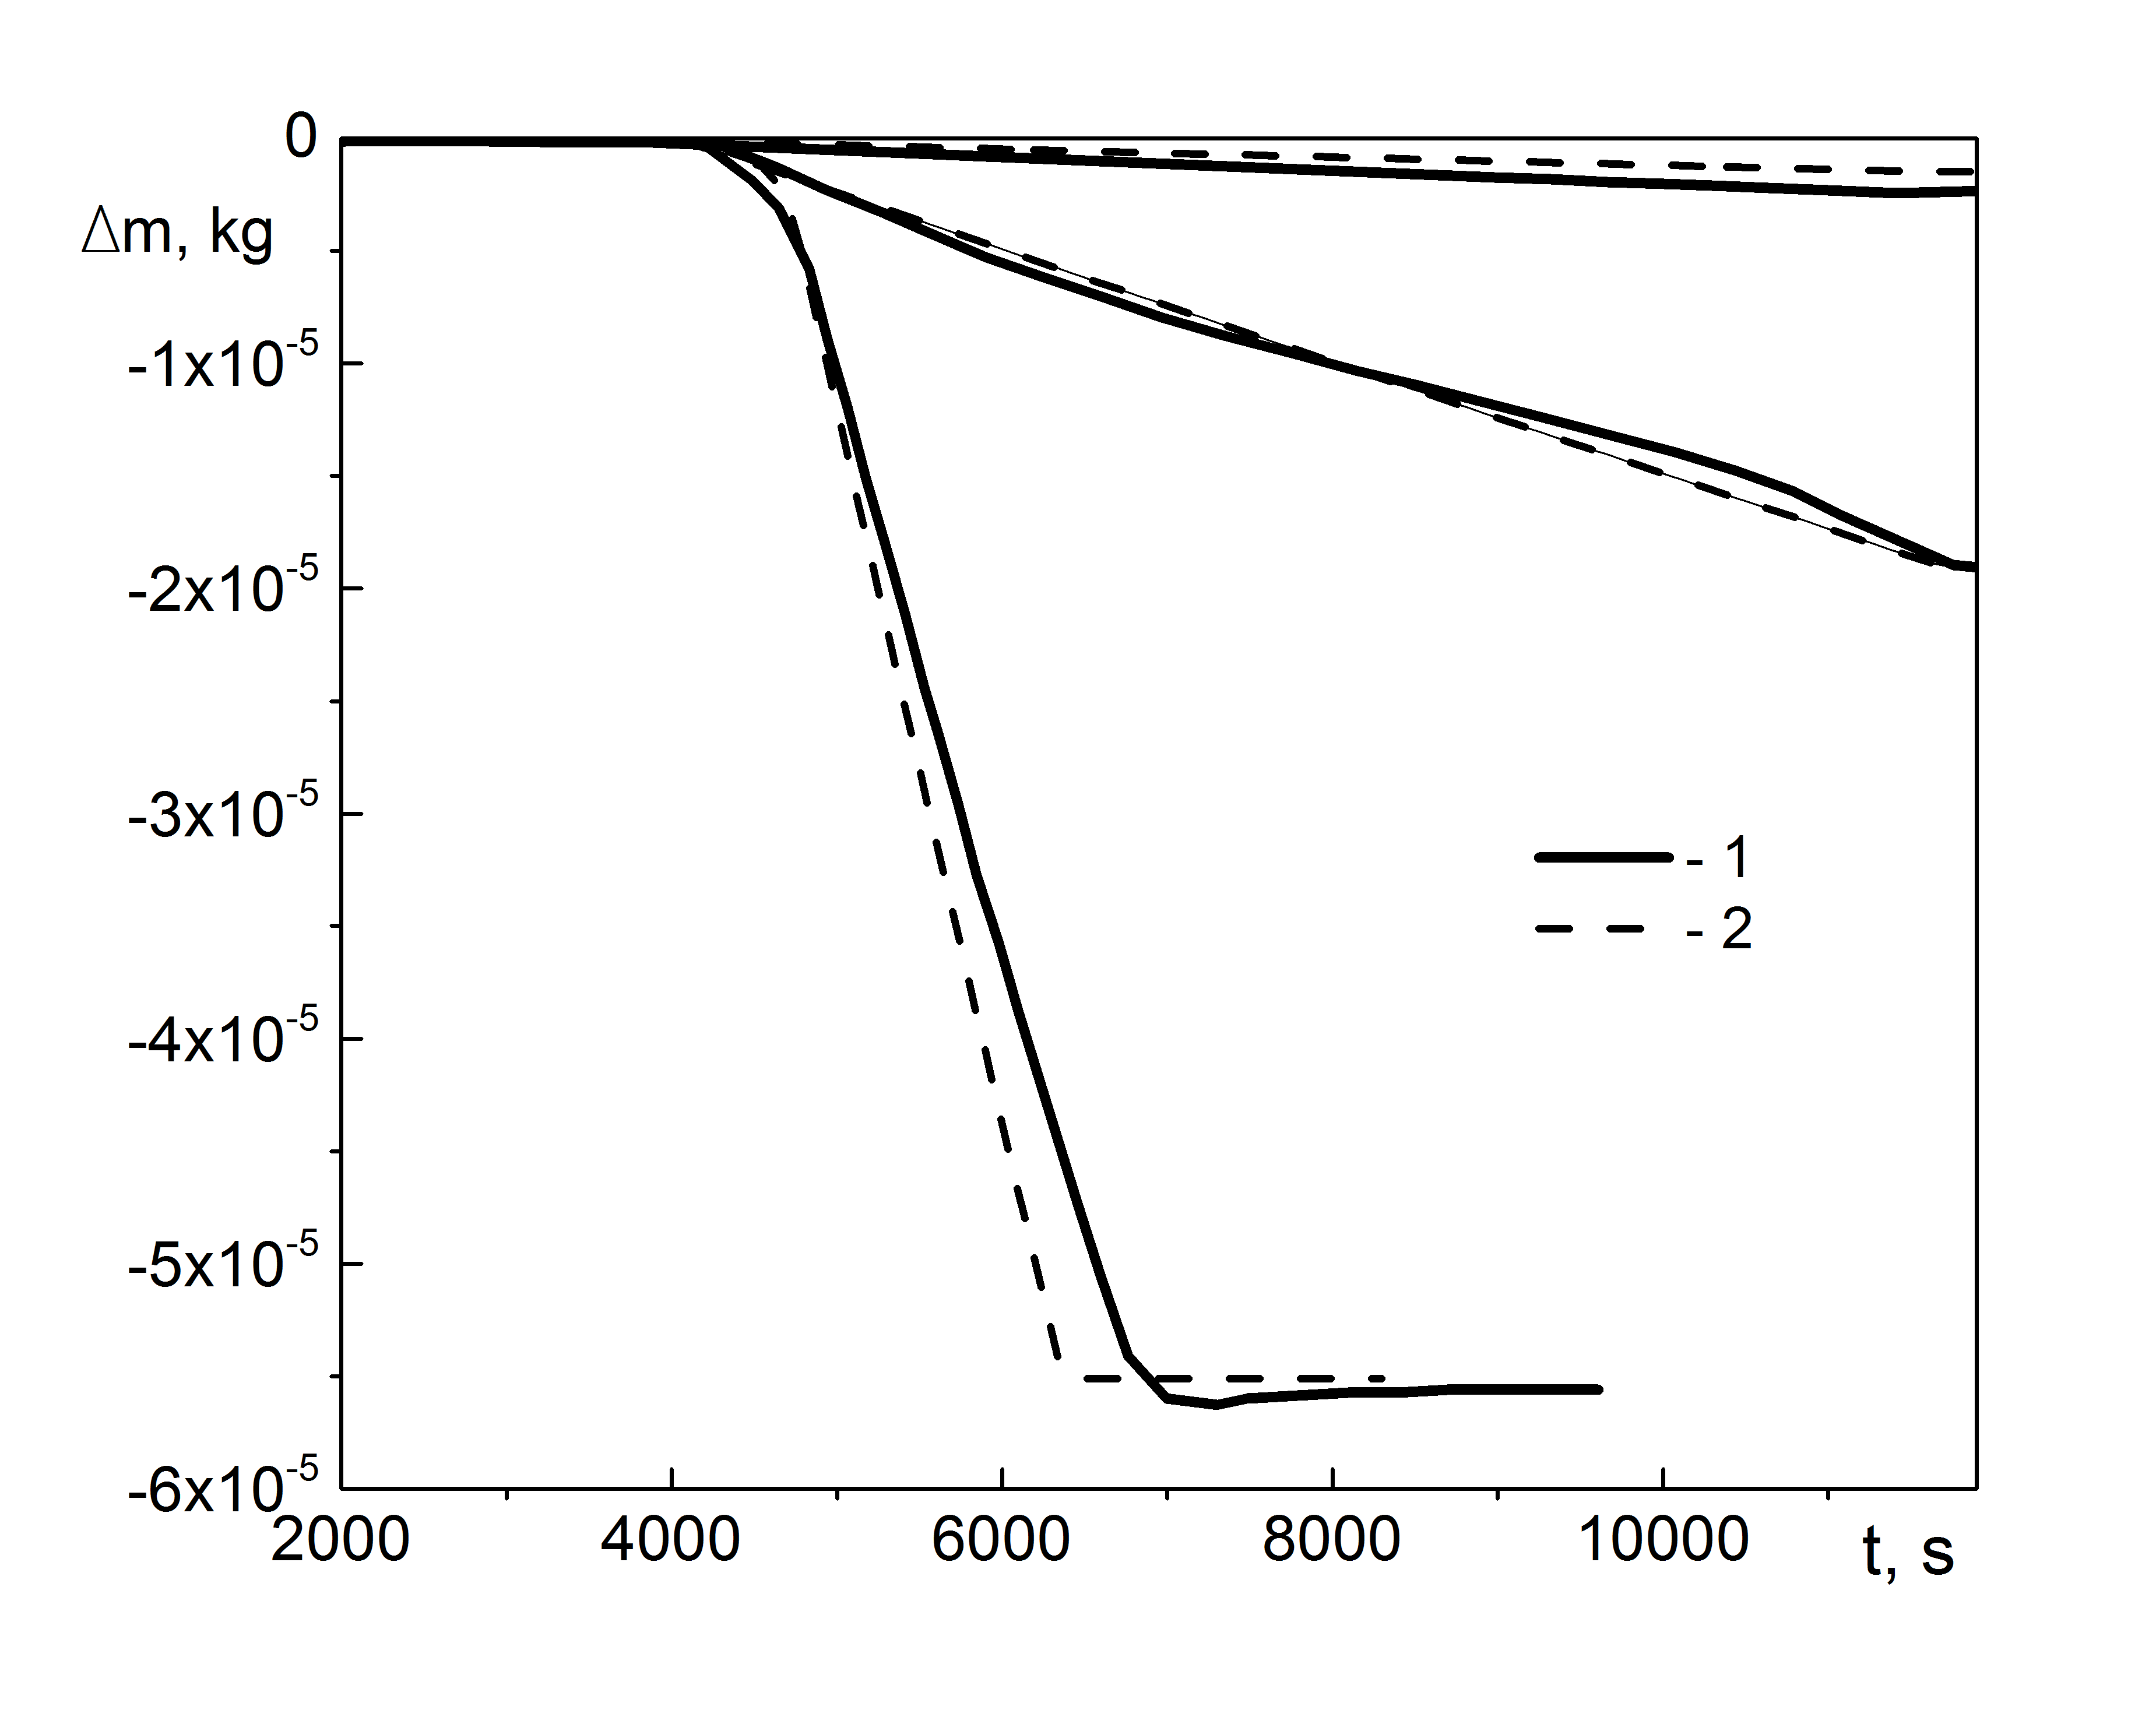 0
Δm, kg
-1x10⁻⁵
-2x10⁻⁵
-3x10⁻⁵
- 1
- 2
-4x10⁻⁵
-5x10⁻⁵
-6x10⁻⁵
2000 4000 6000 8000 10000 t, s